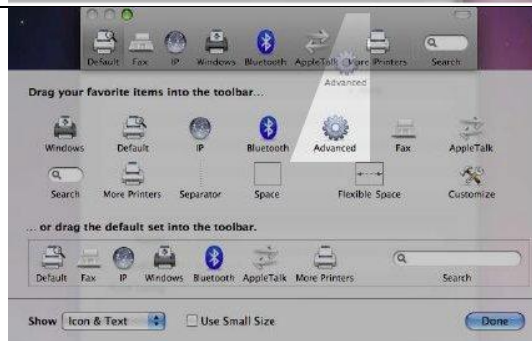 Default Fax IP Windows Bluetooth AppleTalk More Printers Search
Advanced
Drag your favorite items into the toolbar...
Windows Default IP Bluetooth Advanced Fax AppleTalk
Search More Printers Separator Space Flexible Space Customize
... or drag the default set into the toolbar.
Default Fax IP Windows Bluetooth AppleTalk More Printers Search
Show Icon & Text Use Small Size Done